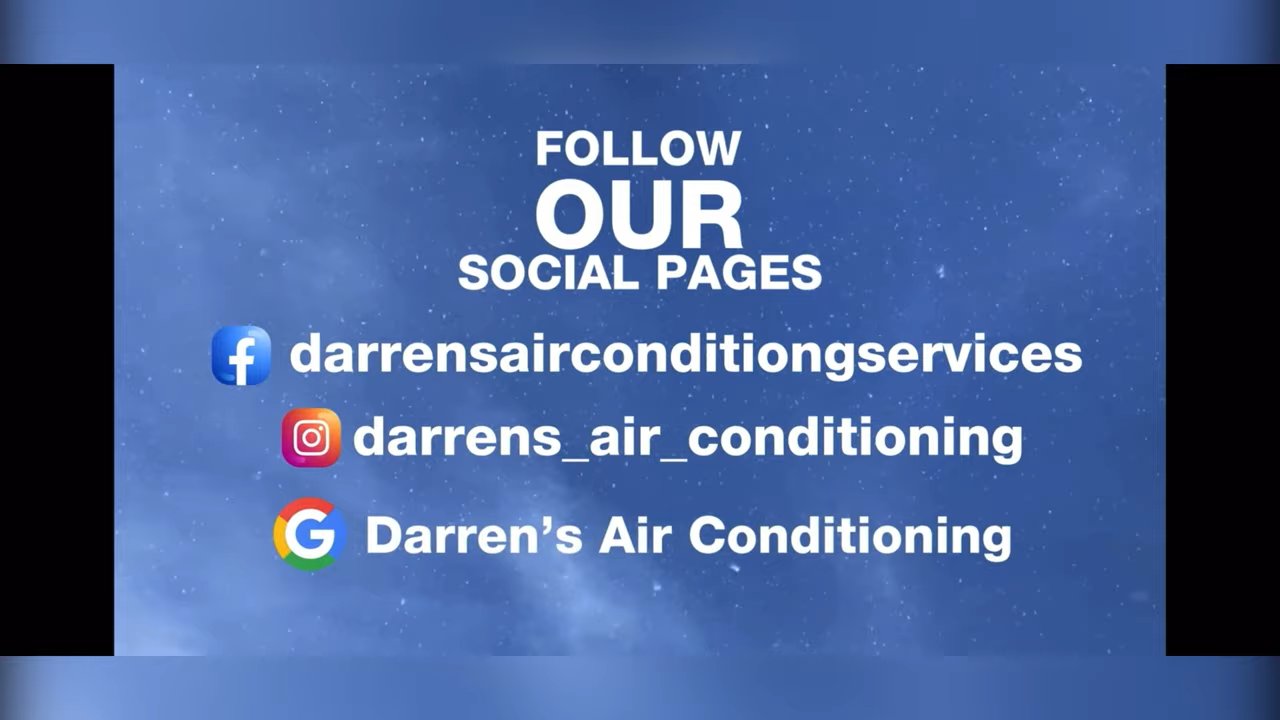 FOLLOW
OUR
SOCIAL PAGES
darrensairconditiongservices
darrens_air_conditioning
Darren’s Air Conditioning